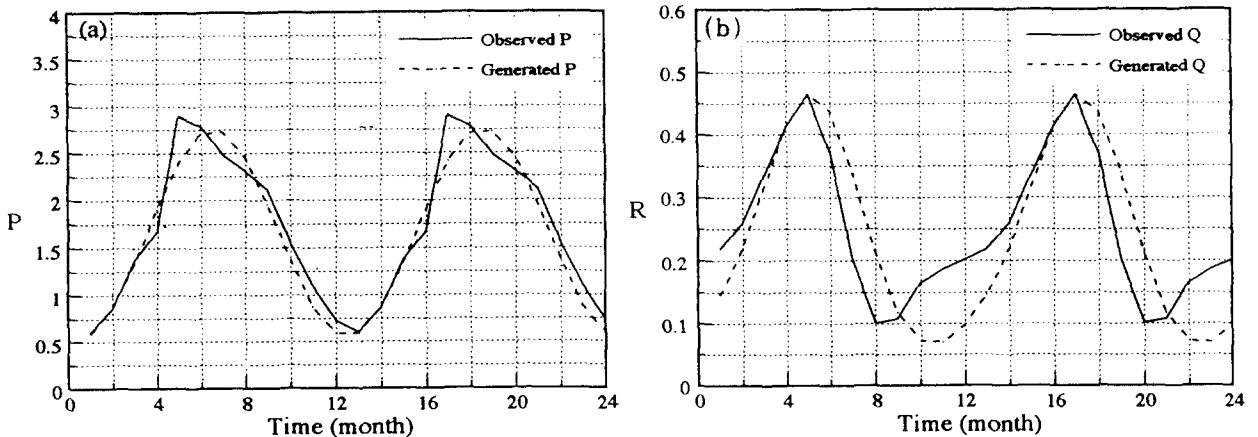 (a)
Observed P
Generated P
4
3.5
3
2.5
2
1.5
1
0.5
0
P
0 4 8 12 16 20 24
Time (month)
(b)
Observed Q
Generated Q
0.6
0.5
0.4
0.3
0.2
0.1
0
R
0 4 8 12 16 20 24
Time (month)